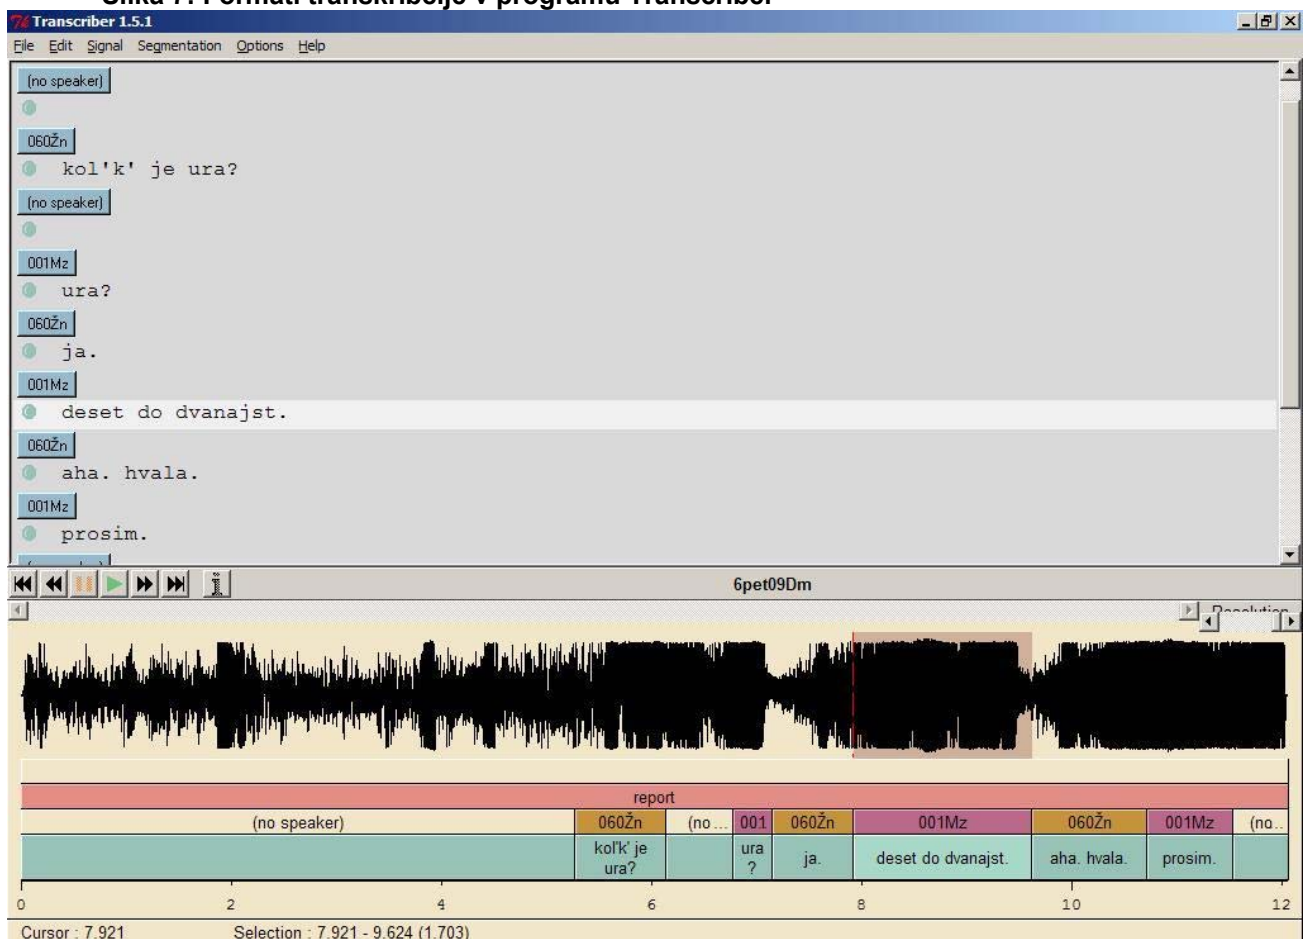 Slika 7: Formati transkribcije v programu Transcriber
Transcriber 1.5.1
File Edit Signal Segmentation Options Help
(no speaker)
060Žn
kol'k' je ura?
(no speaker)
001Mz
ura?
060Žn
ja.
001Mz
deset do dvanajst.
060Žn
aha. hvala.
001Mz
prosim.
i
6pet09Dm
Resolution
report
(no speaker) 060Žn (no ... 001 060Žn 001Mz 060Žn 001Mz (no..
kol'k' je ura? ura ? ja. deset do dvanajst. aha. hvala. prosim.
0 2 4 6 8 10 12
Cursor : 7.921 Selection : 7.921 - 9.624 (1.703)